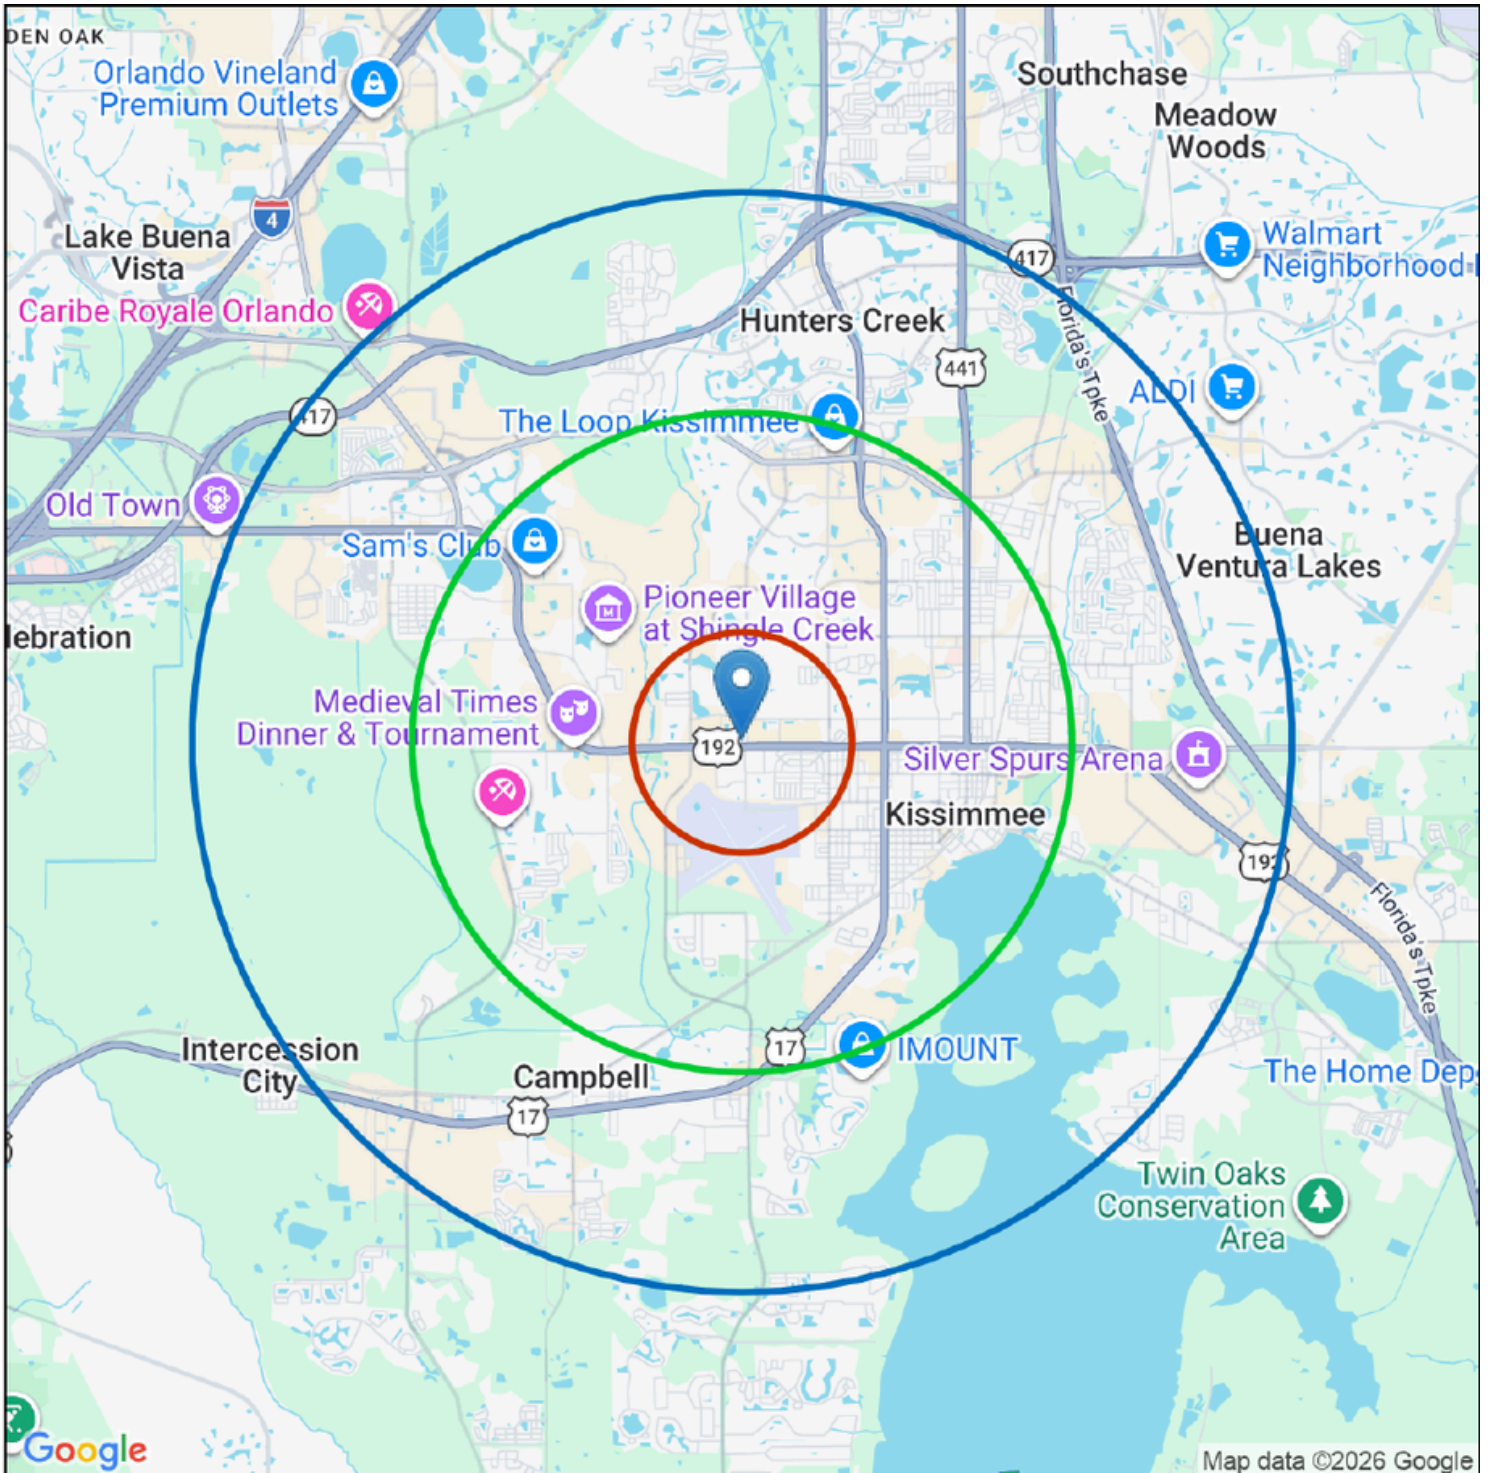 DEN OAK
Orlando Vineland
Premium Outlets
Southchase
Meadow
Woods
4
Lake Buena
Vista
417
Walmart
Neighborhood
Caribe Royale Orlando
Hunters Creek
Florida's Tpke
441
ALDI
417
The Loop Kissimmee
Old Town
Sam's Club
Buena
Ventura Lakes
Pioneer Village
at Shingle Creek
lebration
Medieval Times
Dinner & Tournament
192
Silver Spurs Arena
Kissimmee
192
Florida's Tpke
Intercession
City
17
IMOUNT
Campbell
The Home Dep
17
Twin Oaks
Conservation
Area
Google
Map data ©2026 Google